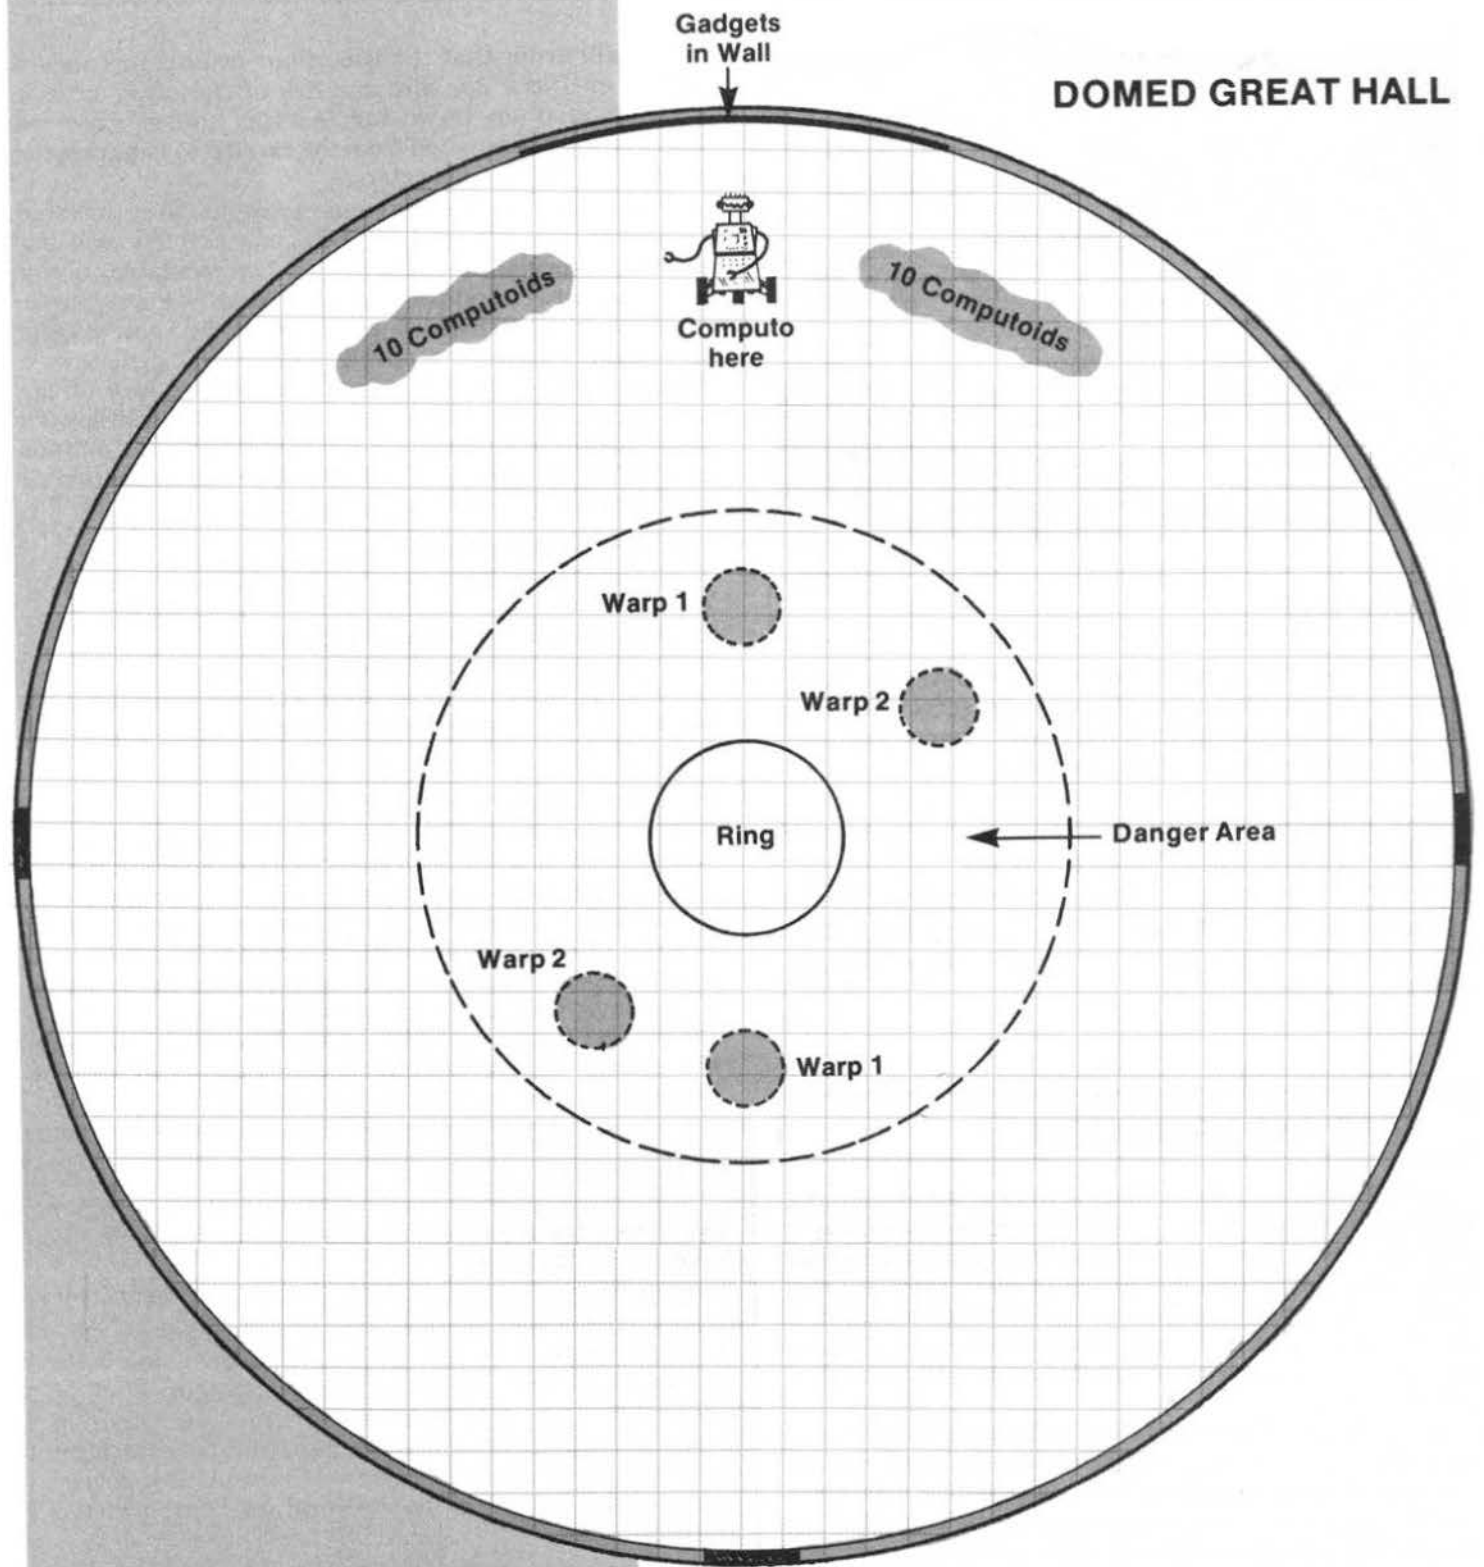 Gadgets
in Wall
DOMED GREAT HALL
10 Computoids
10 Computoids
Computo
here
Warp 1
Warp 2
Ring
Danger Area
Warp 2
Warp 1